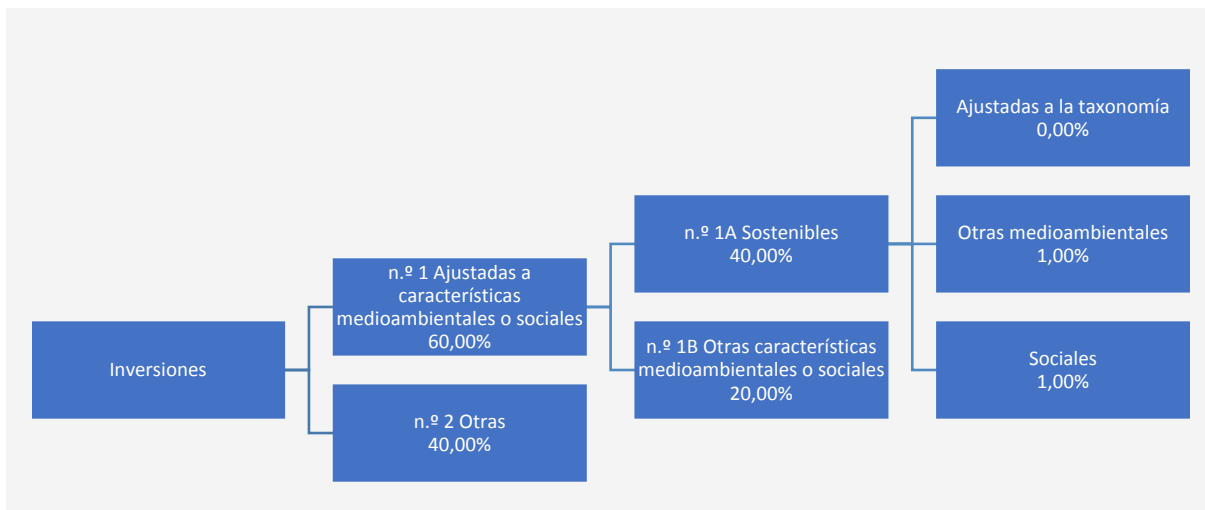 Inversiones
n.º 1 Ajustadas a
características
medioambientales o sociales
60,00%
n.º 2 Otras
40,00%
n.º 1A Sostenibles
40,00%
n.º 1B Otras características
medioambientales o sociales
20,00%
Ajustadas a la taxonomía
0,00%
Otras medioambientales
1,00%
Sociales
1,00%